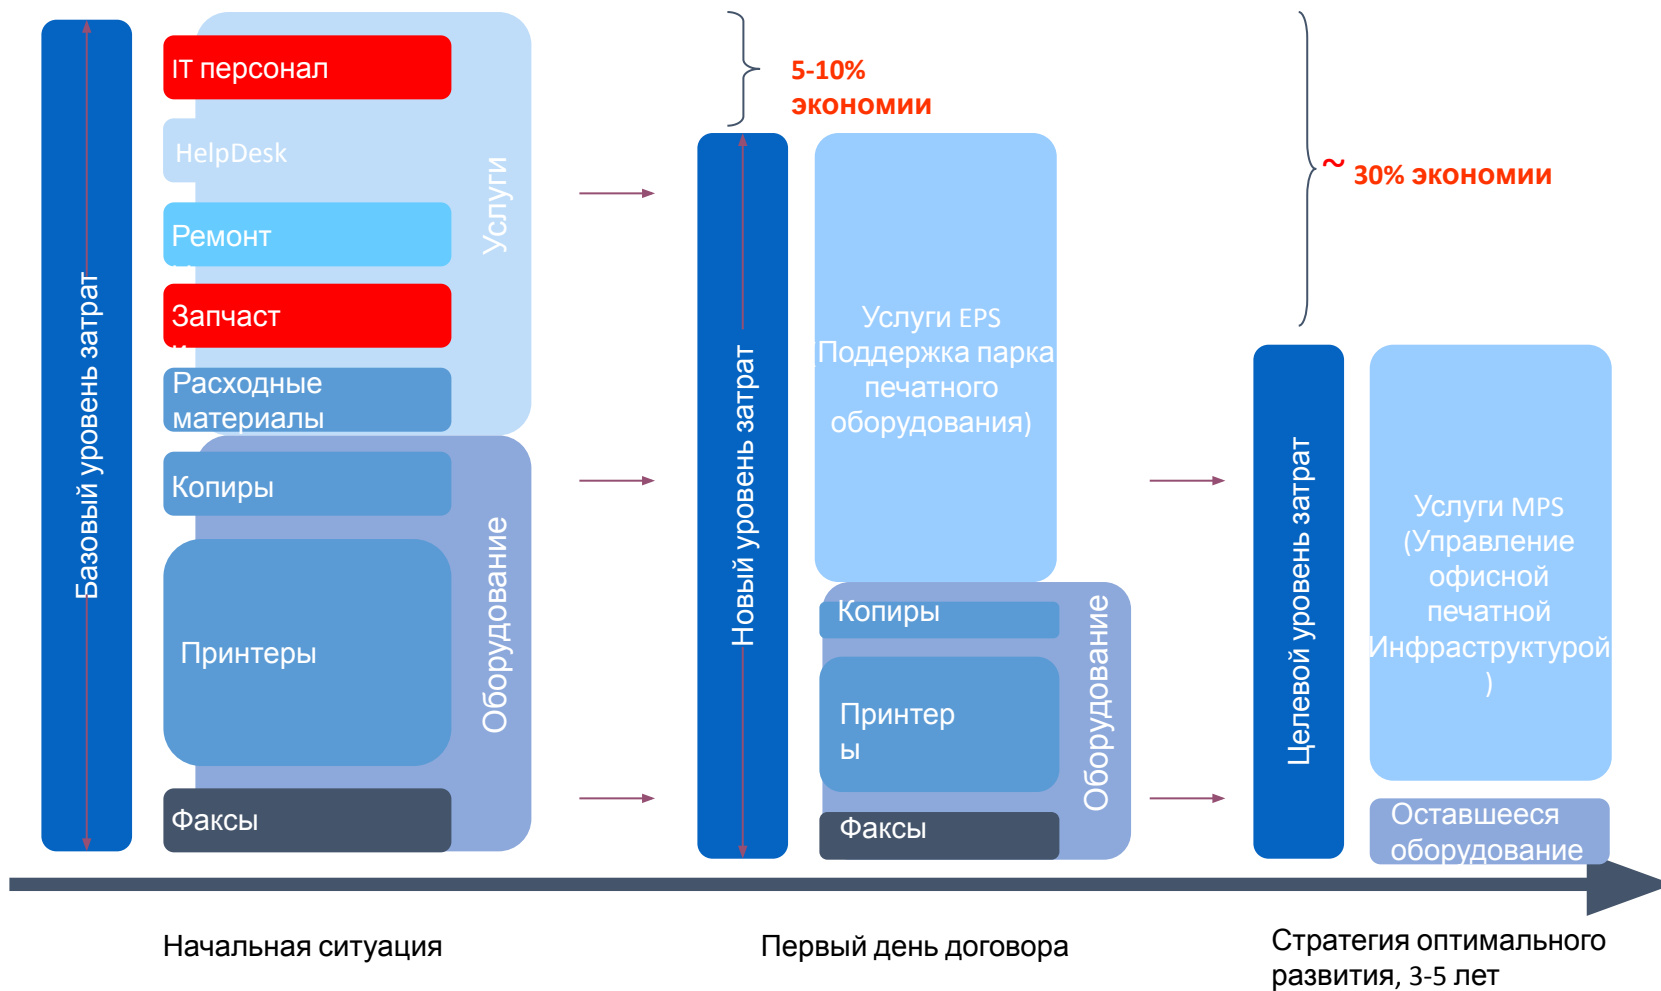 Базовый уровень затрат
IT персонал
HelpDesk
Ремонт
Запчаст
Расходные
материалы
Услуги
Копиры
Принтеры
Факсы
Оборудование
5-10%
экономии
Новый уровень затрат
Услуги EPS
(Поддержка парка
печатного
оборудования)
Копиры
Принтер
ы
Факсы
Оборудование
~ 30% экономии
Целевой уровень затрат
Услуги MPS
(Управление
офисной
печатной
Инфраструктурой
)
Оставшееся
оборудование
Начальная ситуация
Первый день договора
Стратегия оптимального
развития, 3-5 лет